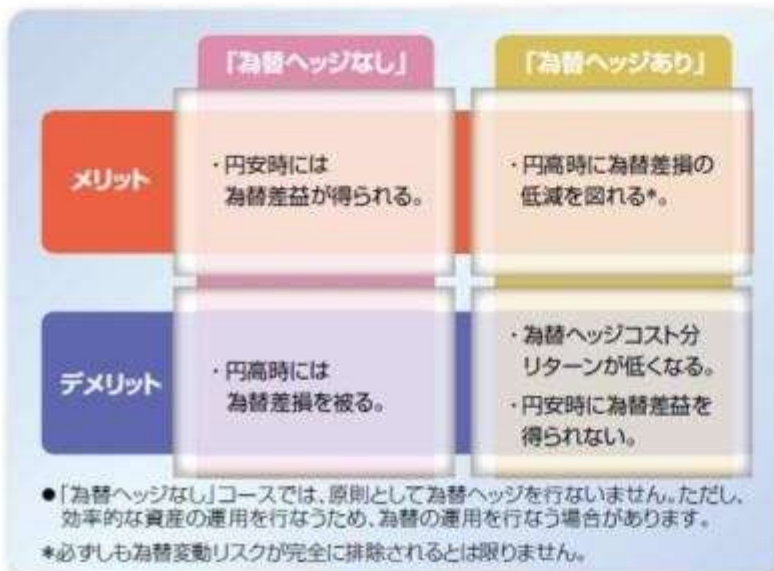 「為替ヘッジなし」
「為替ヘッジあり」
メリット
・円安時には
為替差益が得られる。
・円高時に為替差損の
低減を図れる*。
デメリット
・円高時には
為替差損を被る。
・為替ヘッジコスト分
リターンが低くなる。
・円安時に為替差益を
得られない。
●「為替ヘッジなし」コースでは、原則として為替ヘッジを行ないません。ただし、
効率的な資産の運用を行なうため、為替の運用を行なう場合があります。
*必ずしも為替変動リスクが完全に排除されるとは限りません。